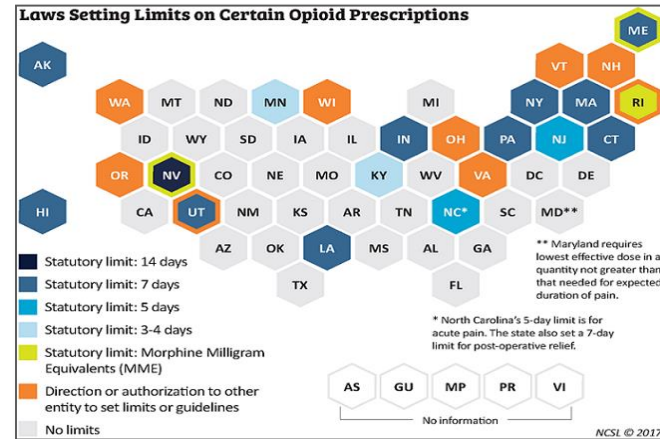 Laws Setting Limits on Certain Opioid Prescriptions
ME
AK
VT NH
WA MT ND MN WI MI NY MA RI
ID WY SD IA IL IN OH PA NJ CT
OR NV CO NE MO KY WV VA DC DE
HI CA UT NM KS AR TN NC* SC MD**
AZ OK LA MS AL GA
TX FL
** Maryland requires
lowest effective dose in a
quantity not greater than
that needed for expected
duration of pain.
* North Carolina's 5-day limit is for
acute pain. The state also set a 7-day
limit for post-operative relief.
Statutory limit: 14 days
Statutory limit: 7 days
Statutory limit: 5 days
Statutory limit: 3-4 days
Statutory limit: Morphine Milligram
Equivalents (MME)
Direction or authorization to other
entity to set limits or guidelines
No limits
AS GU MP PR VI
No information
NCSL © 2017